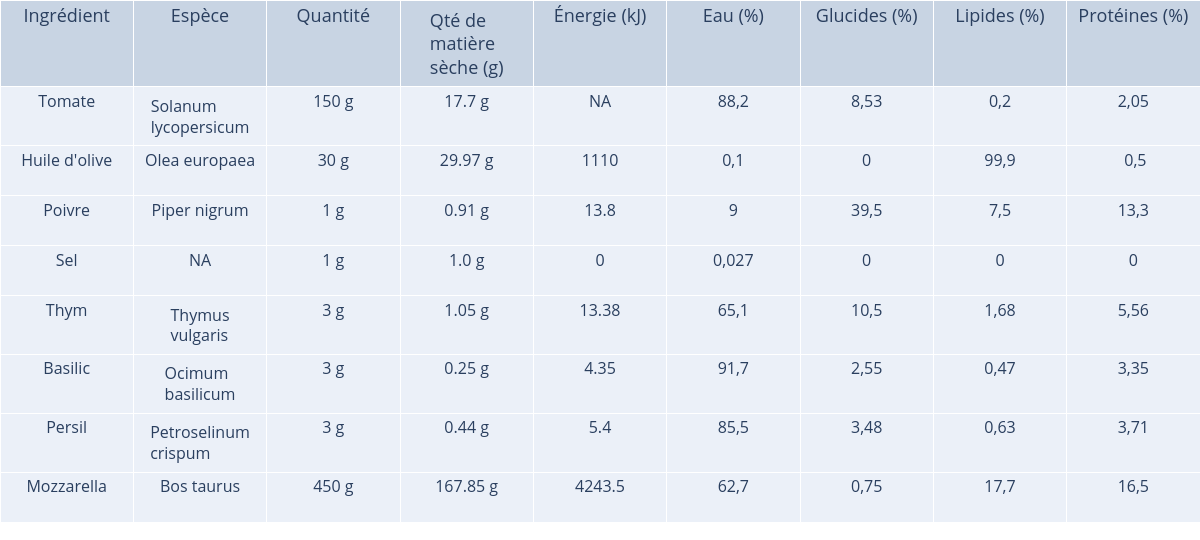 Ingrédient Espèce Quantité Qté de matière sèche (g) Énergie (kJ) Eau (%) Glucides (%) Lipides (%) Protéines (%)
Tomate Solanum lycopersicum 150 g 17.7 g NA 88,2 8,53 0,2 2,05
Huile d'olive Olea europaea 30 g 29.97 g 1110 0,1 0 99,9 0,5
Poivre Piper nigrum 1 g 0.91 g 13.8 9 39,5 7,5 13,3
Sel NA 1 g 1.0 g 0 0,027 0 0 0
Thym Thymus vulgaris 3 g 1.05 g 13.38 65,1 10,5 1,68 5,56
Basilic Ocimum basilicum 3 g 0.25 g 4.35 91,7 2,55 0,47 3,35
Persil Petroselinum crispum 3 g 0.44 g 5.4 85,5 3,48 0,63 3,71
Mozzarella Bos taurus 450 g 167.85 g 4243.5 62,7 0,75 17,7 16,5